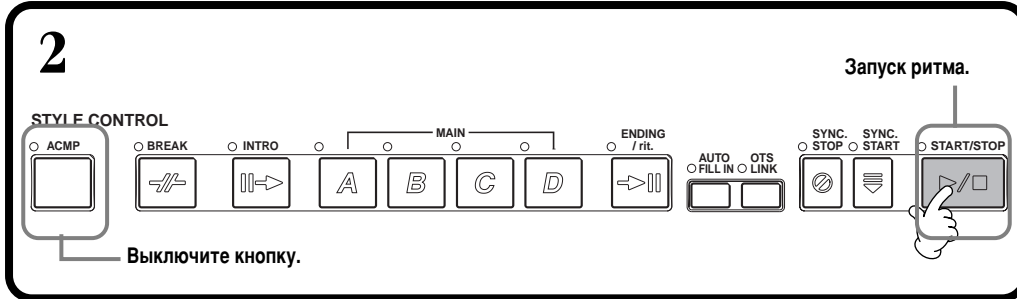 2
Запуск ритма.
STYLE CONTROL
ACMP
BREAK
INTRO
MAIN
ENDING
/ rit.
AUTO
FILL IN
OTS
LINK
SYNC.
STOP
SYNC.
START
START/STOP
A
B
C
D
Выключите кнопку.